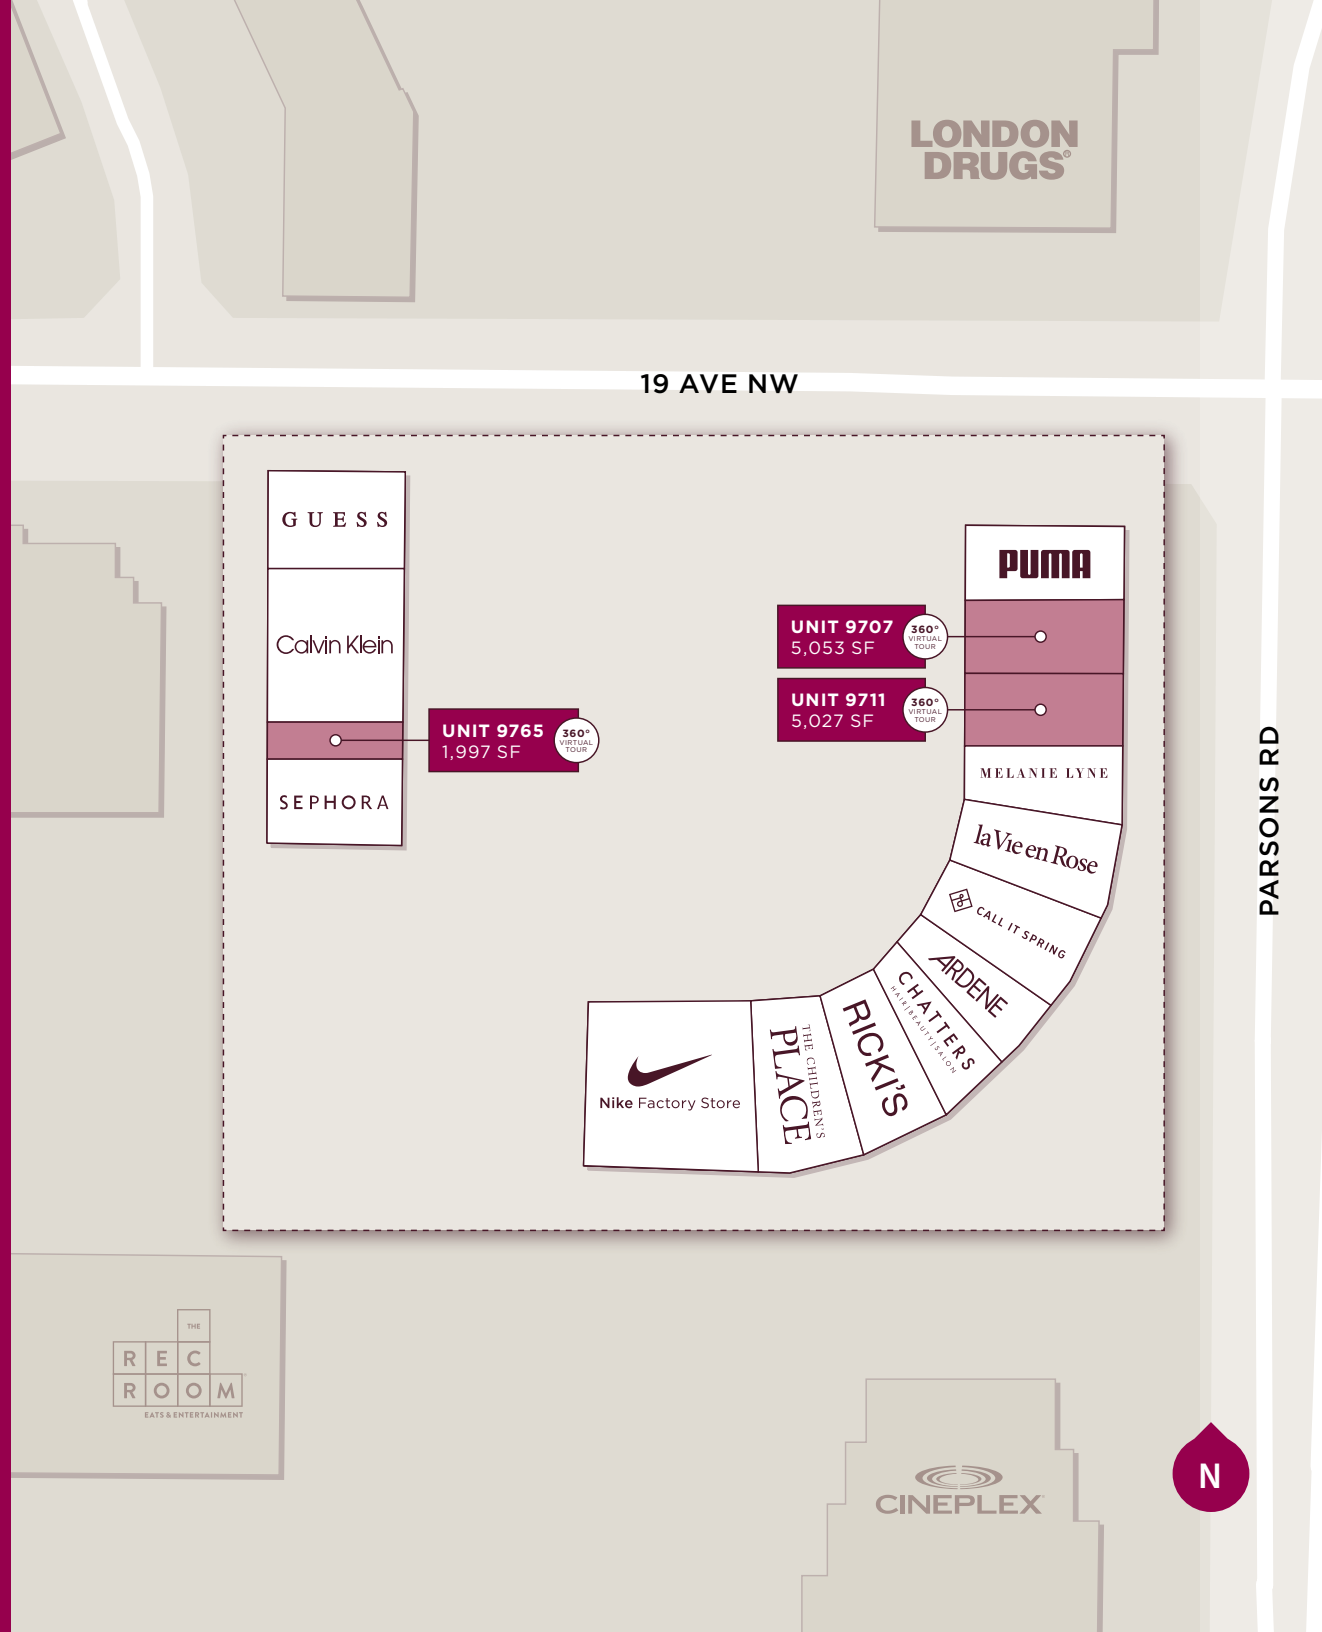 LONDON
DRUGS®
19 AVE NW
GUESS
Calvin Klein
UNIT 9765
1,997 SF
360°
VIRTUAL
TOUR
SEPHORA
PUMA
UNIT 9707
5,053 SF
360°
VIRTUAL
TOUR
UNIT 9711
5,027 SF
360°
VIRTUAL
TOUR
MELANIE LYNE
la Vie en Rose
CALL IT SPRING
ARDENE
CHATTERS
HAIR|BEAUTY|SALON
RICKI'S
THE CHILDREN'S
PLACE
Nike Factory Store
PARSONS RD
THE
REC
ROOM
EATS & ENTERTAINMENT
CINEPLEX
N